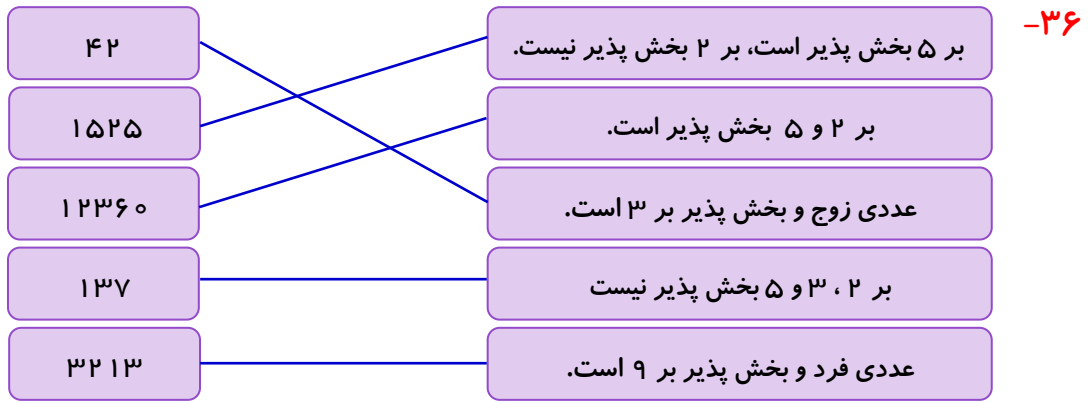 ۳۶–
بر ۵ بخش پذیر است، بر ۲ بخش پذیر نیست.
۴۲
بر ۲ و ۵ بخش پذیر است.
۱۵۲۵
عددی زوج و بخش پذیر بر ۳ است.
۱۲۳۶۰
بر ۲ ، ۳ و ۵ بخش پذیر نیست
۱۳۷
عددی فرد و بخش پذیر بر ۹ است.
۳۲۱۳